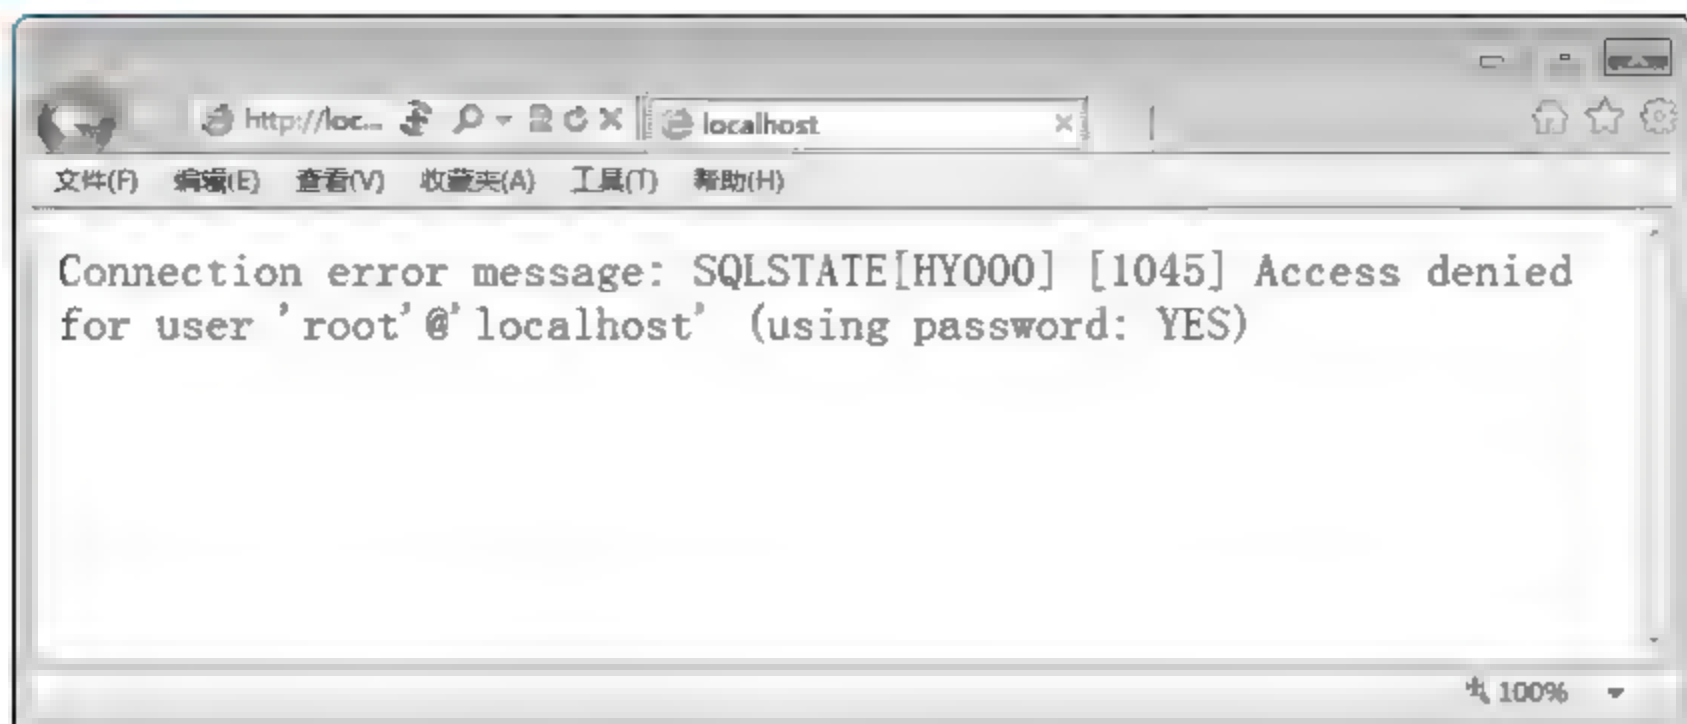 http://loc...
localhost
文件(F) 编辑(E) 查看(V) 收藏夹(A) 工具(T) 帮助(H)
Connection error message: SQLSTATE[HY000] [1045] Access denied
for user 'root'@'localhost' (using password: YES)
100%